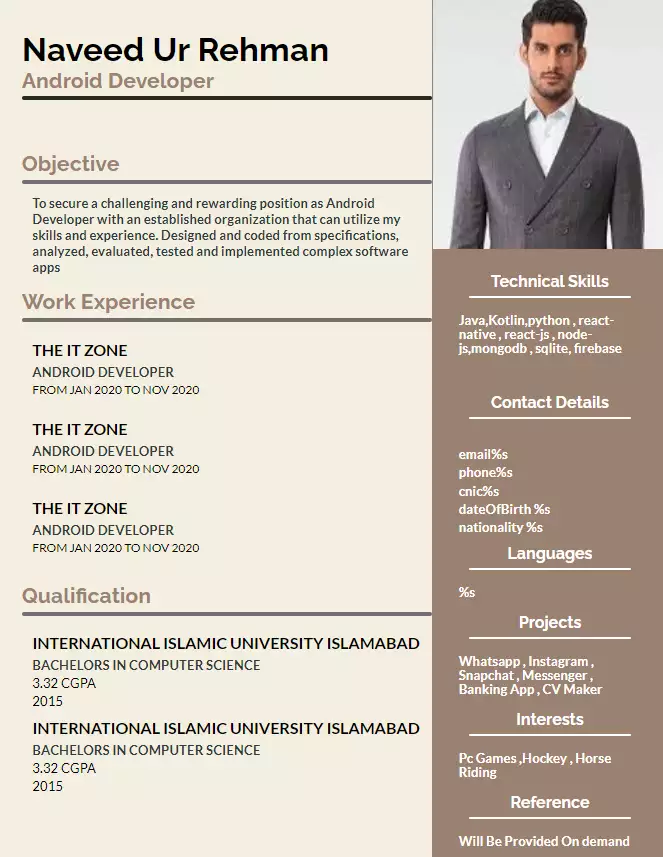 Naveed Ur Rehman
Android Developer
Objective
To secure a challenging and rewarding position as Android
Developer with an established organization that can utilize my
skills and experience. Designed and coded from specifications,
analyzed, evaluated, tested and implemented complex software
apps
Work Experience
THE IT ZONE
ANDROID DEVELOPER
FROM JAN 2020 TO NOV 2020
THE IT ZONE
ANDROID DEVELOPER
FROM JAN 2020 TO NOV 2020
THE IT ZONE
ANDROID DEVELOPER
FROM JAN 2020 TO NOV 2020
Qualification
INTERNATIONAL ISLAMIC UNIVERSITY ISLAMABAD
BACHELORS IN COMPUTER SCIENCE
3.32 CGPA
2015
INTERNATIONAL ISLAMIC UNIVERSITY ISLAMABAD
BACHELORS IN COMPUTER SCIENCE
3.32 CGPA
2015
Technical Skills
Java,Kotlin,python , react-
native , react-js , node-
js,mongodb , sqlite, firebase
Contact Details
email%s
phone%s
cnic%s
dateOfBirth %s
nationality %s
Languages
%s
Projects
Whatsapp , Instagram ,
Snapchat , Messenger ,
Banking App , CV Maker
Interests
Pc Games ,Hockey , Horse
Riding
Reference
Will Be Provided On demand